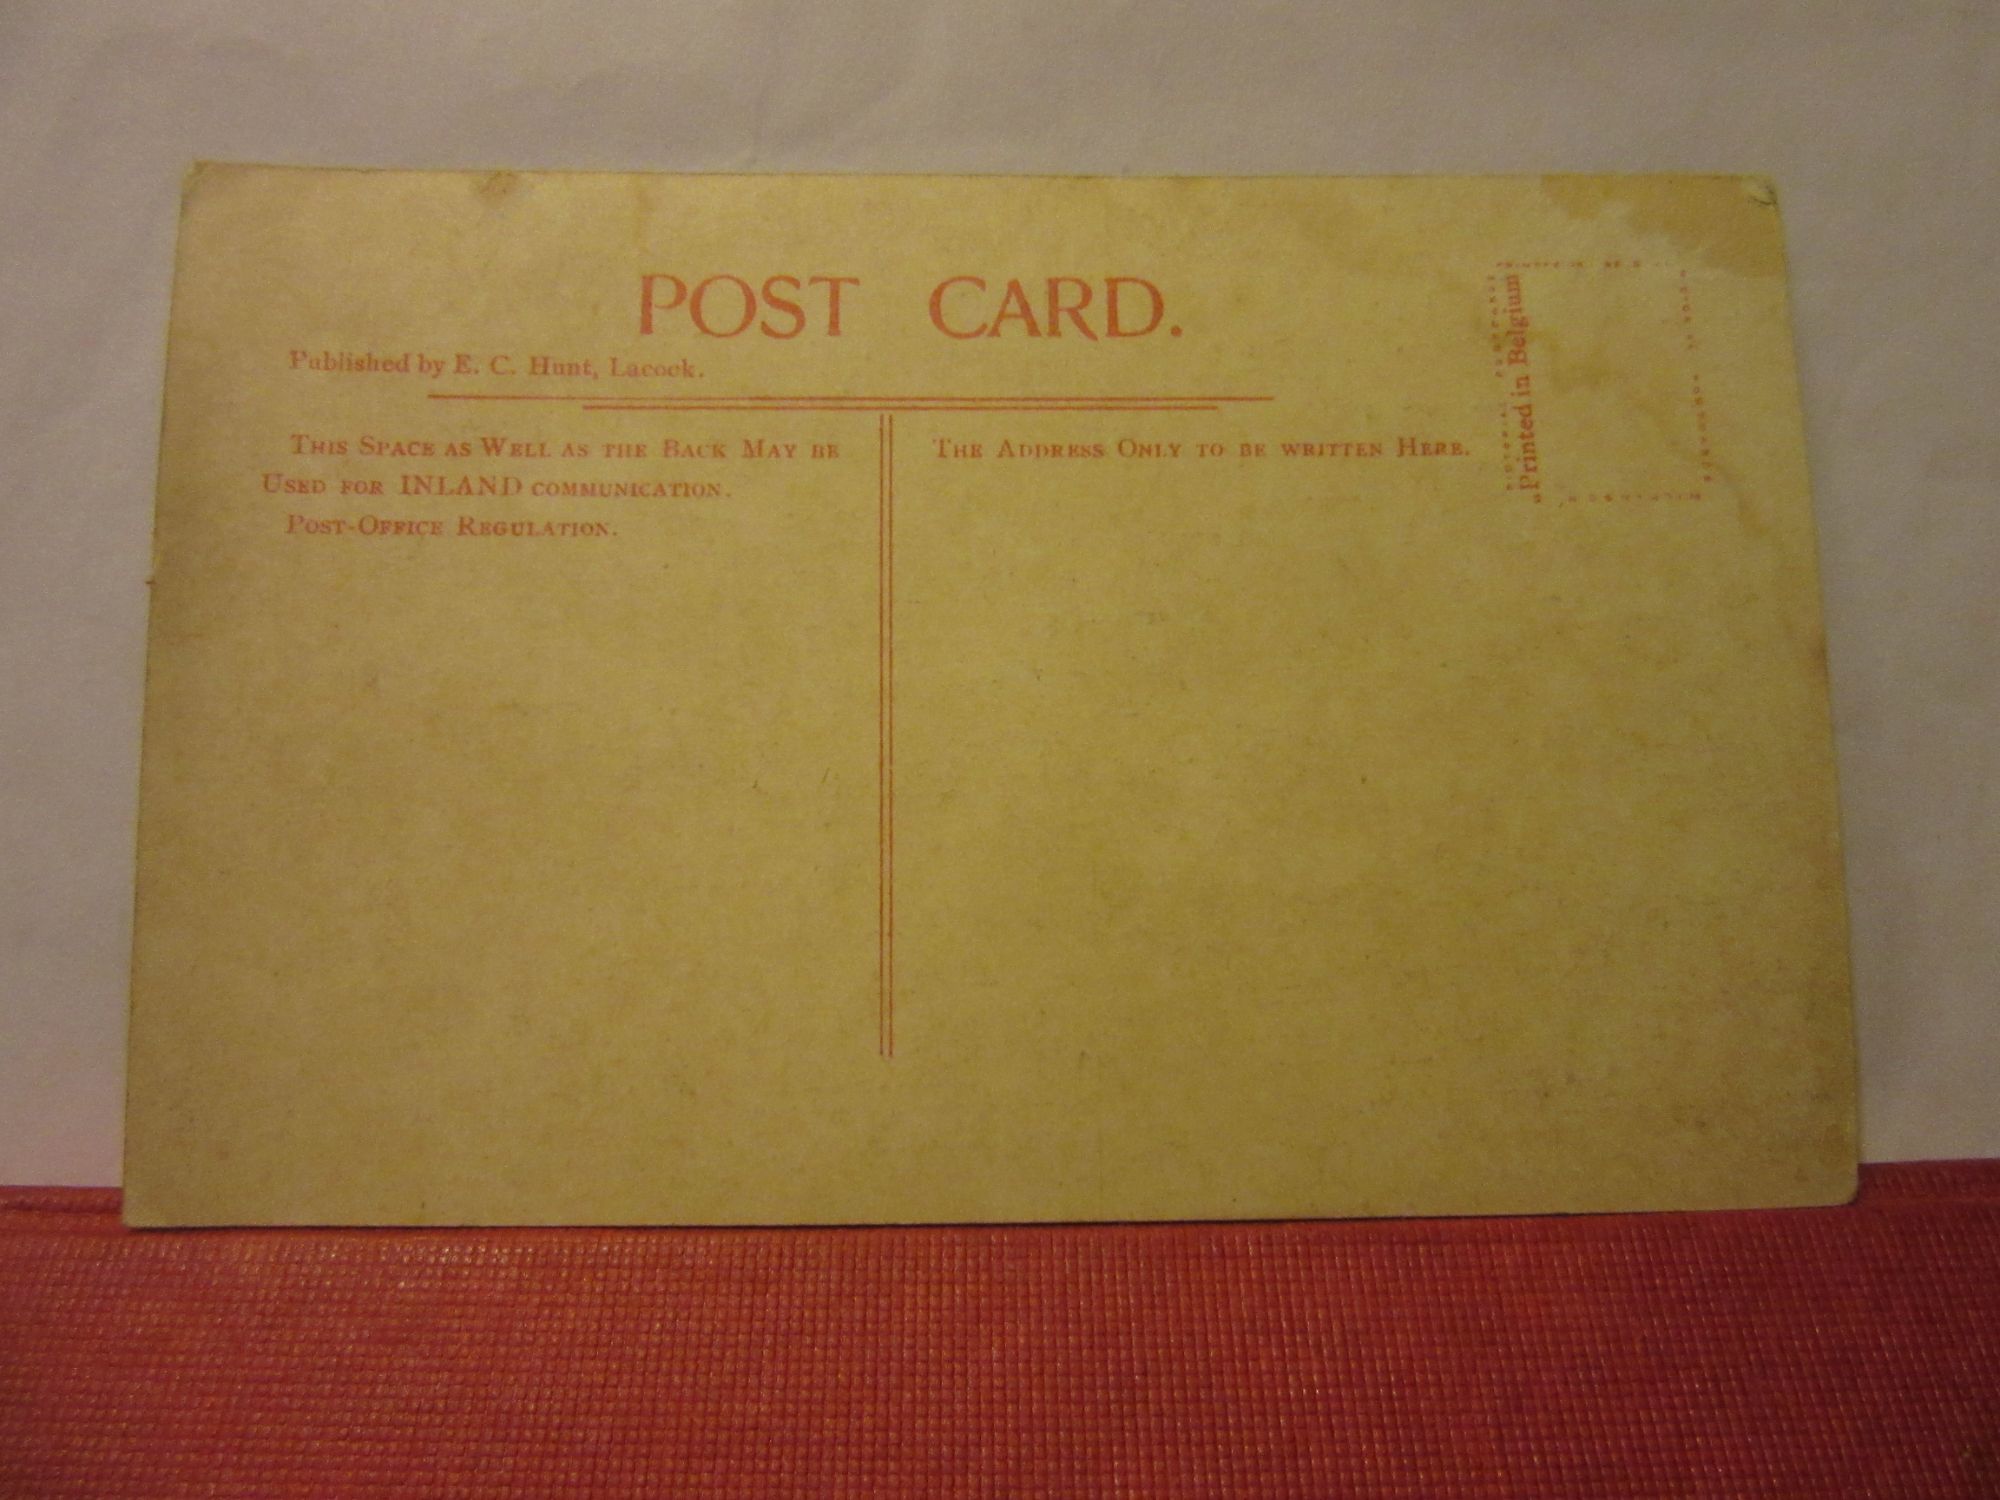 POST CARD.
Published by E. C. Hunt, Lacock.
THIS SPACE AS WELL AS THE BACK MAY BE
USED FOR INLAND COMMUNICATION.
POST-OFFICE REGULATION.
THE ADDRESS ONLY TO BE WRITTEN HERE.
"Printed in Belgium